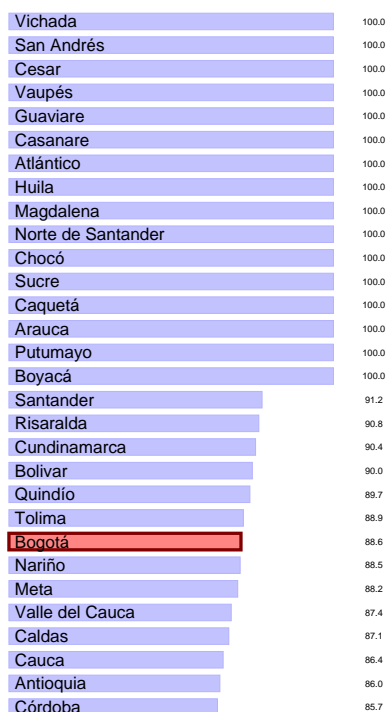 Vichada 100.0
San Andrés 100.0
Cesar 100.0
Vaupés 100.0
Guaviare 100.0
Casanare 100.0
Atlántico 100.0
Huila 100.0
Magdalena 100.0
Norte de Santander 100.0
Chocó 100.0
Sucre 100.0
Caquetá 100.0
Arauca 100.0
Putumayo 100.0
Boyacá 100.0
Santander 91.2
Risaralda 90.8
Cundinamarca 90.4
Bolivar 90.0
Quindío 89.7
Tolima 88.9
Bogotá 88.6
Nariño 88.5
Meta 88.2
Valle del Cauca 87.4
Caldas 87.1
Cauca 86.4
Antioquia 86.0
Córdoba 85.7